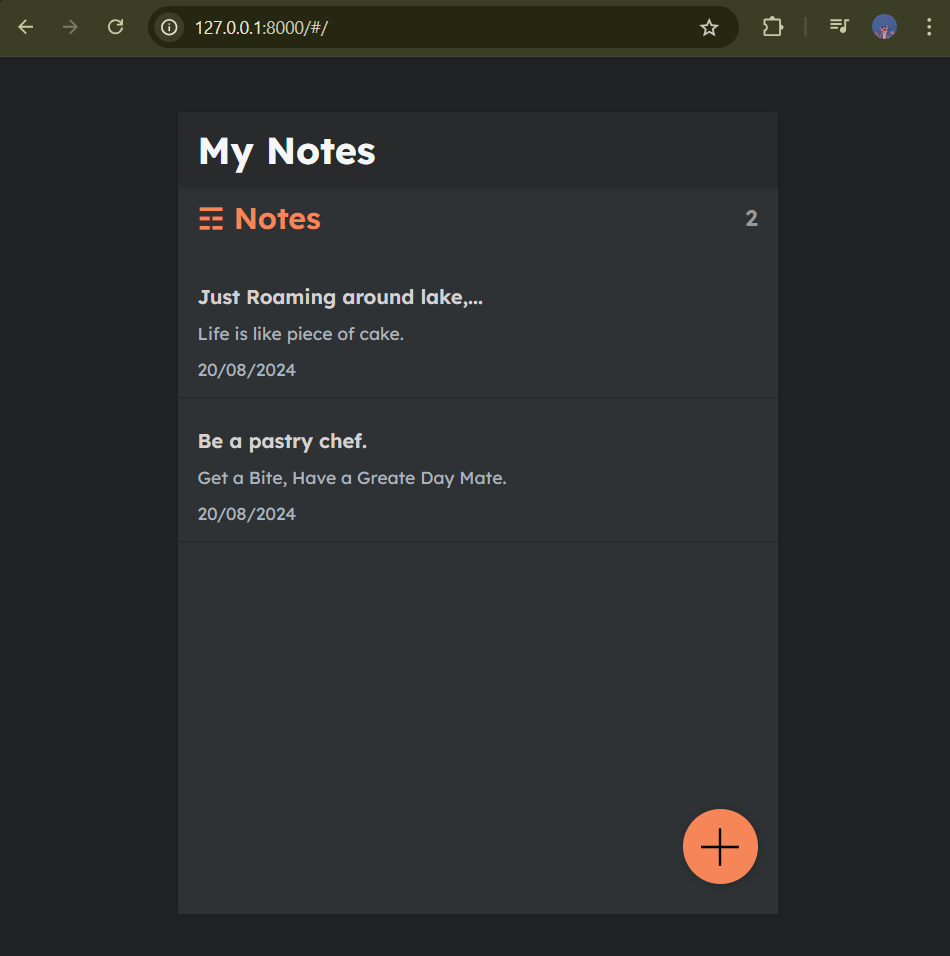 127.0.0.1:8000/#/
My Notes
☶ Notes 2
Just Roaming around lake,...
Life is like piece of cake.
20/08/2024
Be a pastry chef.
Get a Bite, Have a Greate Day Mate.
20/08/2024